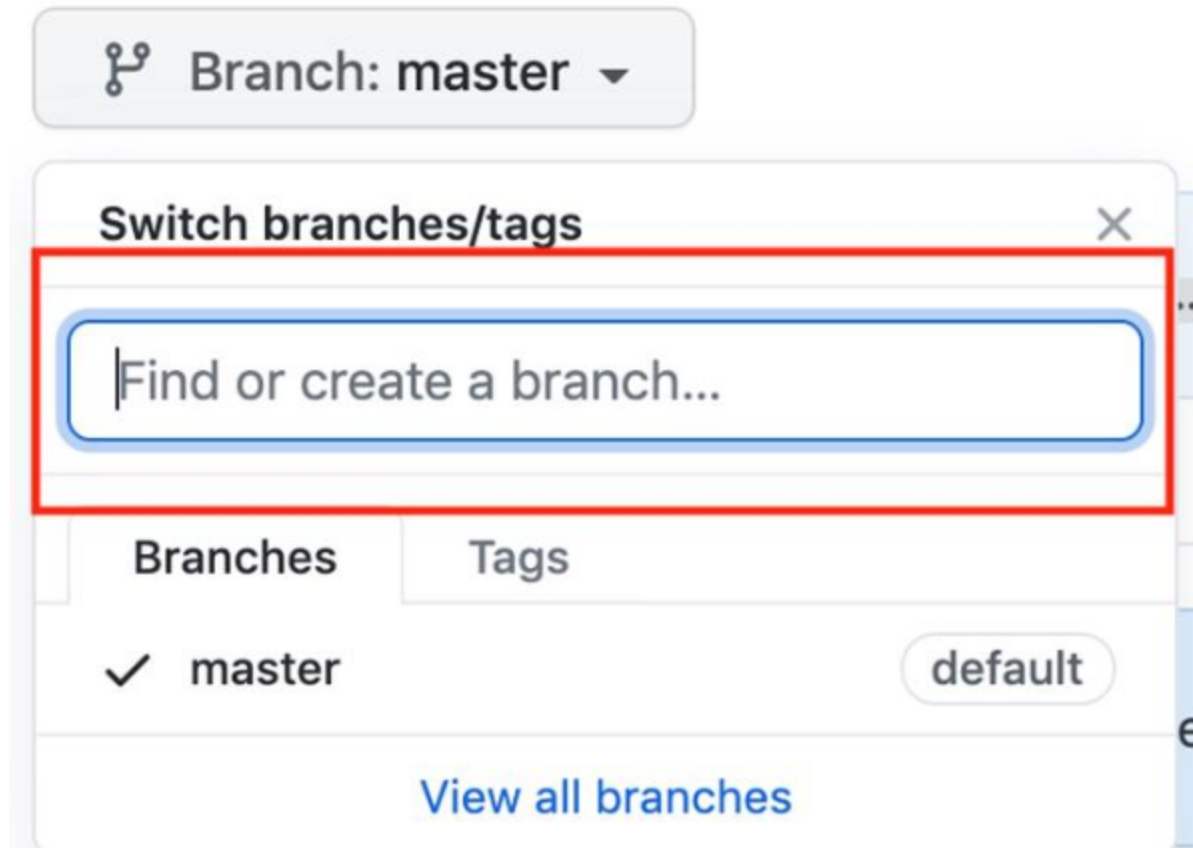 Branch: master
Switch branches/tags
Find or create a branch...
Branches Tags
master default
View all branches